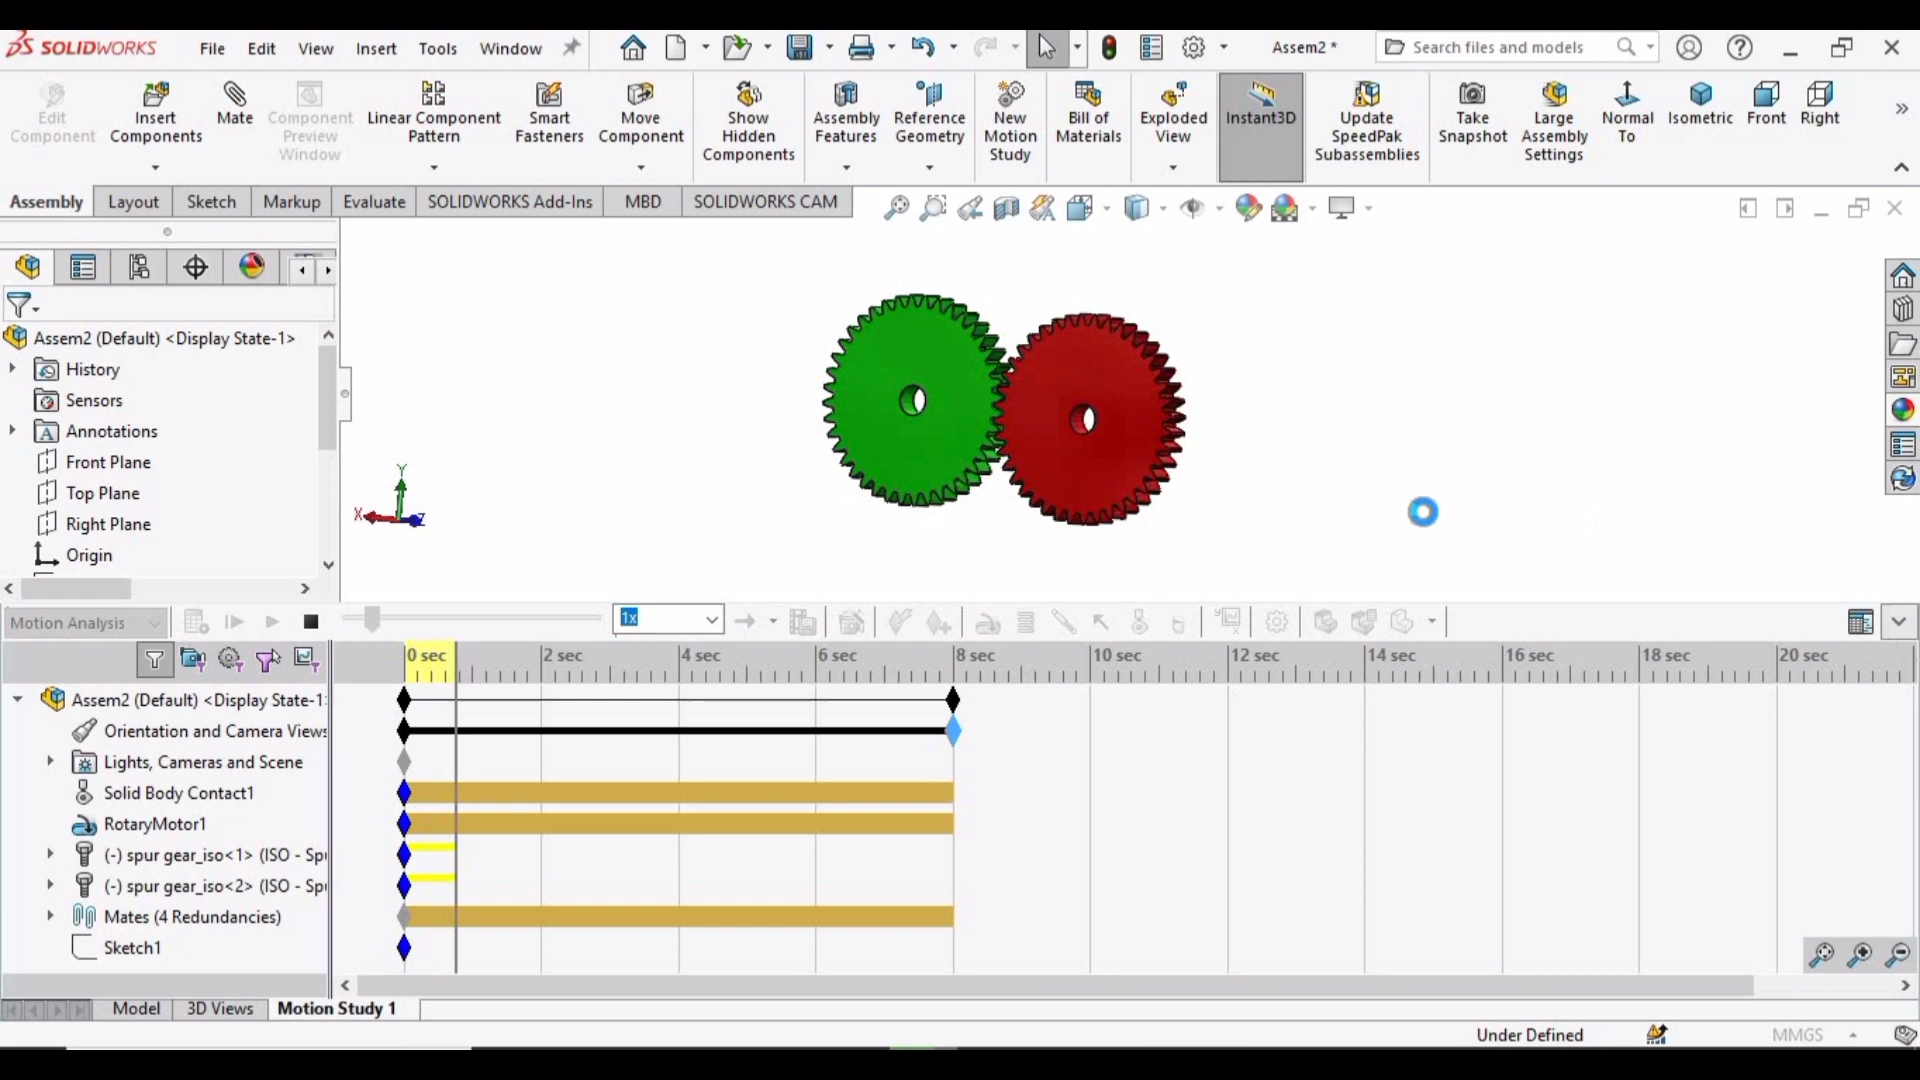 SOLIDWORKS File Edit View Insert Tools Window Assem2 * Search files and models
Edit Component
Insert Components
Mate
Component Preview Window
Linear Component Pattern
Smart Fasteners
Move Component
Show Hidden Components
Assembly Features
Reference Geometry
New Motion Study
Bill of Materials
Exploded View
Instant3D
Update SpeedPak Subassemblies
Take Snapshot
Large Assembly Settings
Normal To
Isometric
Front
Right
Assembly Layout Sketch Markup Evaluate SOLIDWORKS Add-Ins MBD SOLIDWORKS CAM
Assem2 (Default) <Display State-1>
History
Sensors
Annotations
Front Plane
Top Plane
Right Plane
Origin
Y
X
Z
Motion Analysis 1x
0 sec 2 sec 4 sec 6 sec 8 sec 10 sec 12 sec 14 sec 16 sec 18 sec 20 sec
Assem2 (Default) <Display State-1
Orientation and Camera Views
Lights, Cameras and Scene
Solid Body Contact1
RotaryMotor1
(-) spur gear_iso<1> (ISO - Spu
(-) spur gear_iso<2> (ISO - Spu
Mates (4 Redundancies)
Sketch1
Model 3D Views Motion Study 1
Under Defined MMGS